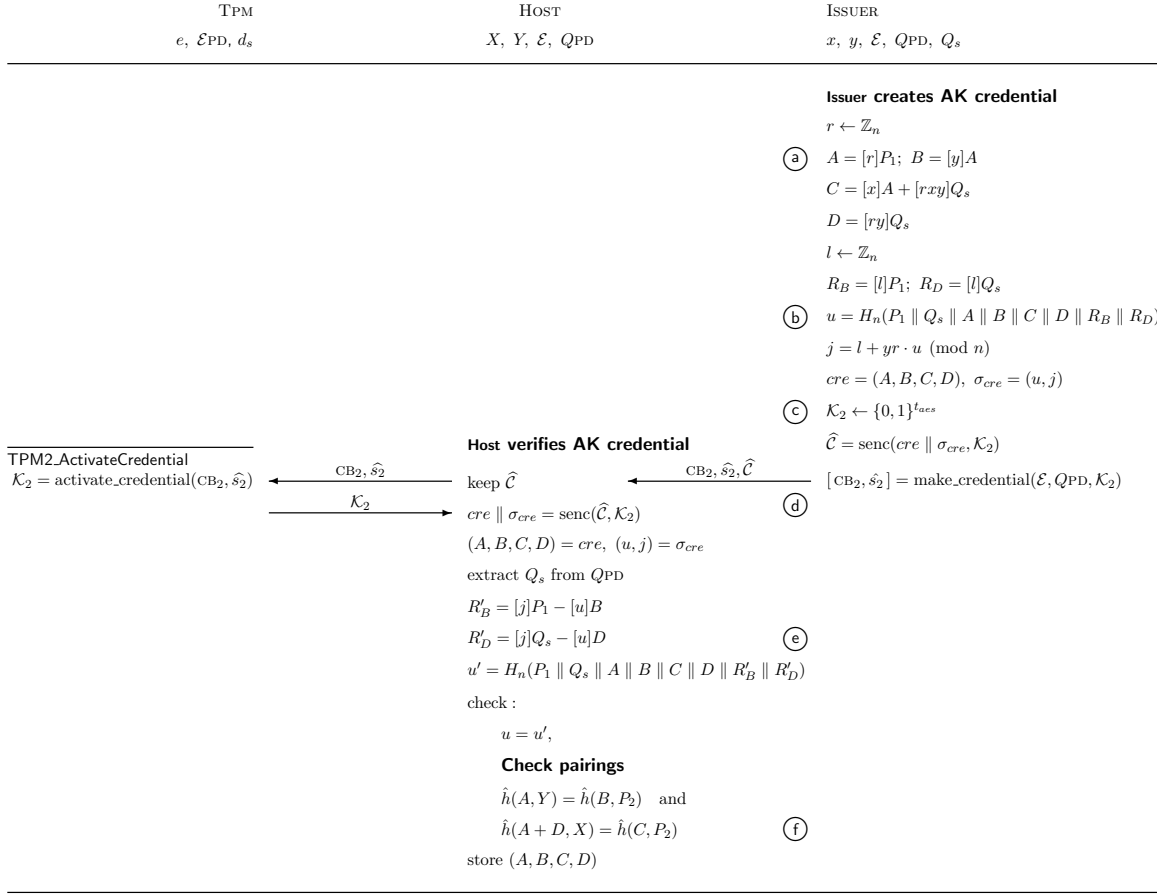 TPM HOST ISSUER
e, ℰPD, d_s X, Y, ℰ, QPD x, y, ℰ, QPD, Q_s
Issuer creates AK credential
r ← ℤ_n
a A = [r]P_1; B = [y]A
C = [x]A + [rxy]Q_s
D = [ry]Q_s
l ← ℤ_n
R_B = [l]P_1; R_D = [l]Q_s
b u = H_n(P_1 ∥ Q_s ∥ A ∥ B ∥ C ∥ D ∥ R_B ∥ R_D)
j = l + yr · u (mod n)
cre = (A, B, C, D), σ_cre = (u, j)
c 𝒦_2 ← {0, 1}^{t_aes}
Host verifies AK credential Ĉ = senc(cre ∥ σ_cre, 𝒦_2)
TPM2_ActivateCredential
𝒦_2 = activate_credential(CB_2, ŝ_2) CB_2, ŝ_2 keep Ĉ CB_2, ŝ_2, Ĉ [CB_2, ŝ_2] = make_credential(ℰ, QPD, 𝒦_2)
𝒦_2 cre ∥ σ_cre = senc(Ĉ, 𝒦_2) d
(A, B, C, D) = cre, (u, j) = σ_cre
extract Q_s from QPD
R′_B = [j]P_1 − [u]B
R′_D = [j]Q_s − [u]D e
u′ = H_n(P_1 ∥ Q_s ∥ A ∥ B ∥ C ∥ D ∥ R′_B ∥ R′_D)
check :
u = u′,
Check pairings
ĥ(A, Y) = ĥ(B, P_2) and
ĥ(A + D, X) = ĥ(C, P_2) f
store (A, B, C, D)